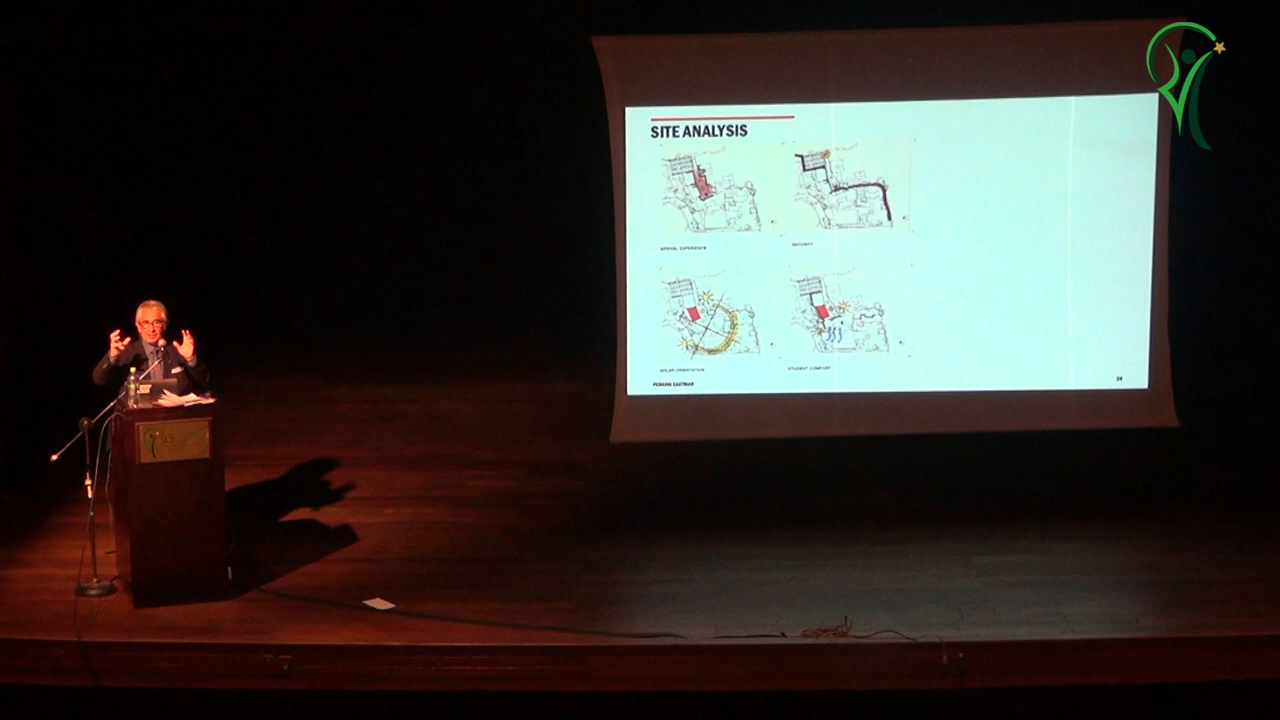 SITE ANALYSIS
ARRIVAL EXPERIENCE
SECURITY
SOLAR ORIENTATION
STUDENT COMFORT
PERKINS EASTMAN
24